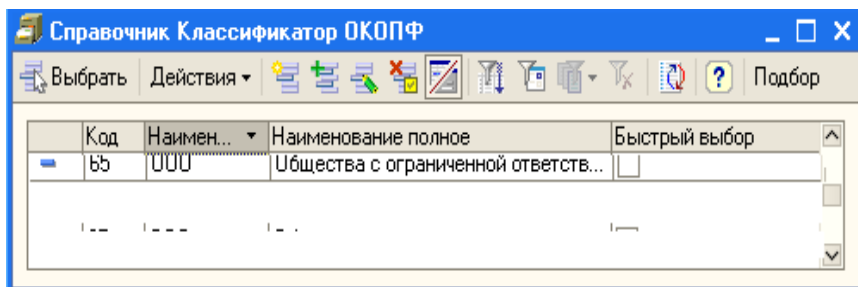 Справочник Классификатор ОКОПФ
Выбрать Действия Подбор
Код Наимен... Наименование полное Быстрый выбор
65 ООО Общества с ограниченной ответств...